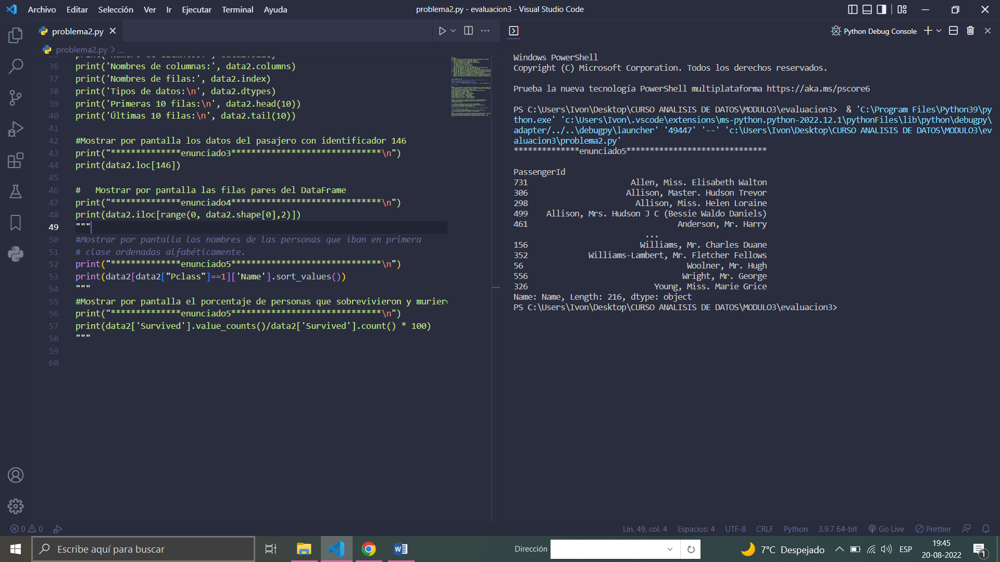 Archivo Editar Selección Ver Ir Ejecutar Terminal Ayuda
problema2.py - evaluacion3 - Visual Studio Code
problema2.py
problema2.py > ...
36 print('Nombres de columnas:', data2.columns)
37 print('Nombres de filas:', data2.index)
38 print('Tipos de datos:\n', data2.dtypes)
39 print('Primeras 10 filas:\n', data2.head(10))
40 print('Últimas 10 filas:\n', data2.tail(10))
41
42 #Mostrar por pantalla los datos del pasajero con identificador 146
43 print("**************enunciado3******************************\n")
44 print(data2.loc[146])
45
46 #   Mostrar por pantalla las filas pares del DataFrame
47 print("**************enunciado4******************************\n")
48 print(data2.iloc[range(0, data2.shape[0],2)])
49 """
50 #Mostrar por pantalla los nombres de las personas que iban en primera
51 # clase ordenadas alfabéticamente.
52 print("**************enunciado5******************************\n")
53 print(data2[data2["Pclass"]==1]['Name'].sort_values())
54 """
55 #Mostrar por pantalla el porcentaje de personas que sobrevivieron y muriero
56 print("**************enunciado5******************************\n")
57 print(data2['Survived'].value_counts()/data2['Survived'].count() * 100)
58 """
59
60
Python Debug Console
Windows PowerShell
Copyright (C) Microsoft Corporation. Todos los derechos reservados.
Prueba la nueva tecnología PowerShell multiplataforma https://aka.ms/pscore6
PS C:\Users\Ivon\Desktop\CURSO ANALISIS DE DATOS\MODULO3\evaluacion3>  & 'C:\Program Files\Python39\py
thon.exe' 'c:\Users\Ivon\.vscode\extensions\ms-python.python-2022.12.1\pythonFiles\lib\python\debugpy\
adapter/../..\debugpy\launcher' '49447' '--' 'c:\Users\Ivon\Desktop\CURSO ANALISIS DE DATOS\MODULO3\ev
aluacion3\problema2.py'
**************enunciado5******************************
PassengerId
731 Allen, Miss. Elisabeth Walton
306 Allison, Master. Hudson Trevor
298 Allison, Miss. Helen Loraine
499 Allison, Mrs. Hudson J C (Bessie Waldo Daniels)
461 Anderson, Mr. Harry
...
156 Williams, Mr. Charles Duane
352 Williams-Lambert, Mr. Fletcher Fellows
56 Woolner, Mr. Hugh
556 Wright, Mr. George
326 Young, Miss. Marie Grice
Name: Name, Length: 216, dtype: object
PS C:\Users\Ivon\Desktop\CURSO ANALISIS DE DATOS\MODULO3\evaluacion3>
0 0
Lín. 49, col. 4 Espacios: 4 UTF-8 CRLF Python 3.9.7 64-bit Go Live Prettier
Escribe aquí para buscar
Dirección
7°C Despejado
ESP
19:45
20-08-2022
1